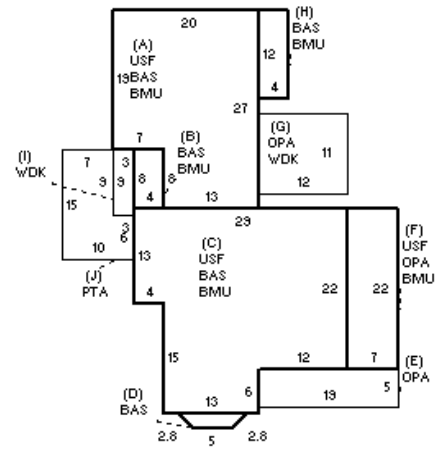 20
(H)
BAS
BMU
(A)
USF
BAS
BMU
19
12
4
27
(G)
OPA
WDK
11
12
7
(B)
BAS
BMU
(I)
WDK
7
3
9
9
8
8
4
13
15
29
3
6
10
(J)
PTA
13
(C)
USF
BAS
BMU
4
22
22
(F)
USF
OPA
BMU
15
12
7
(E)
OPA
5
6
19
13
(D)
BAS
2.8
5
2.8